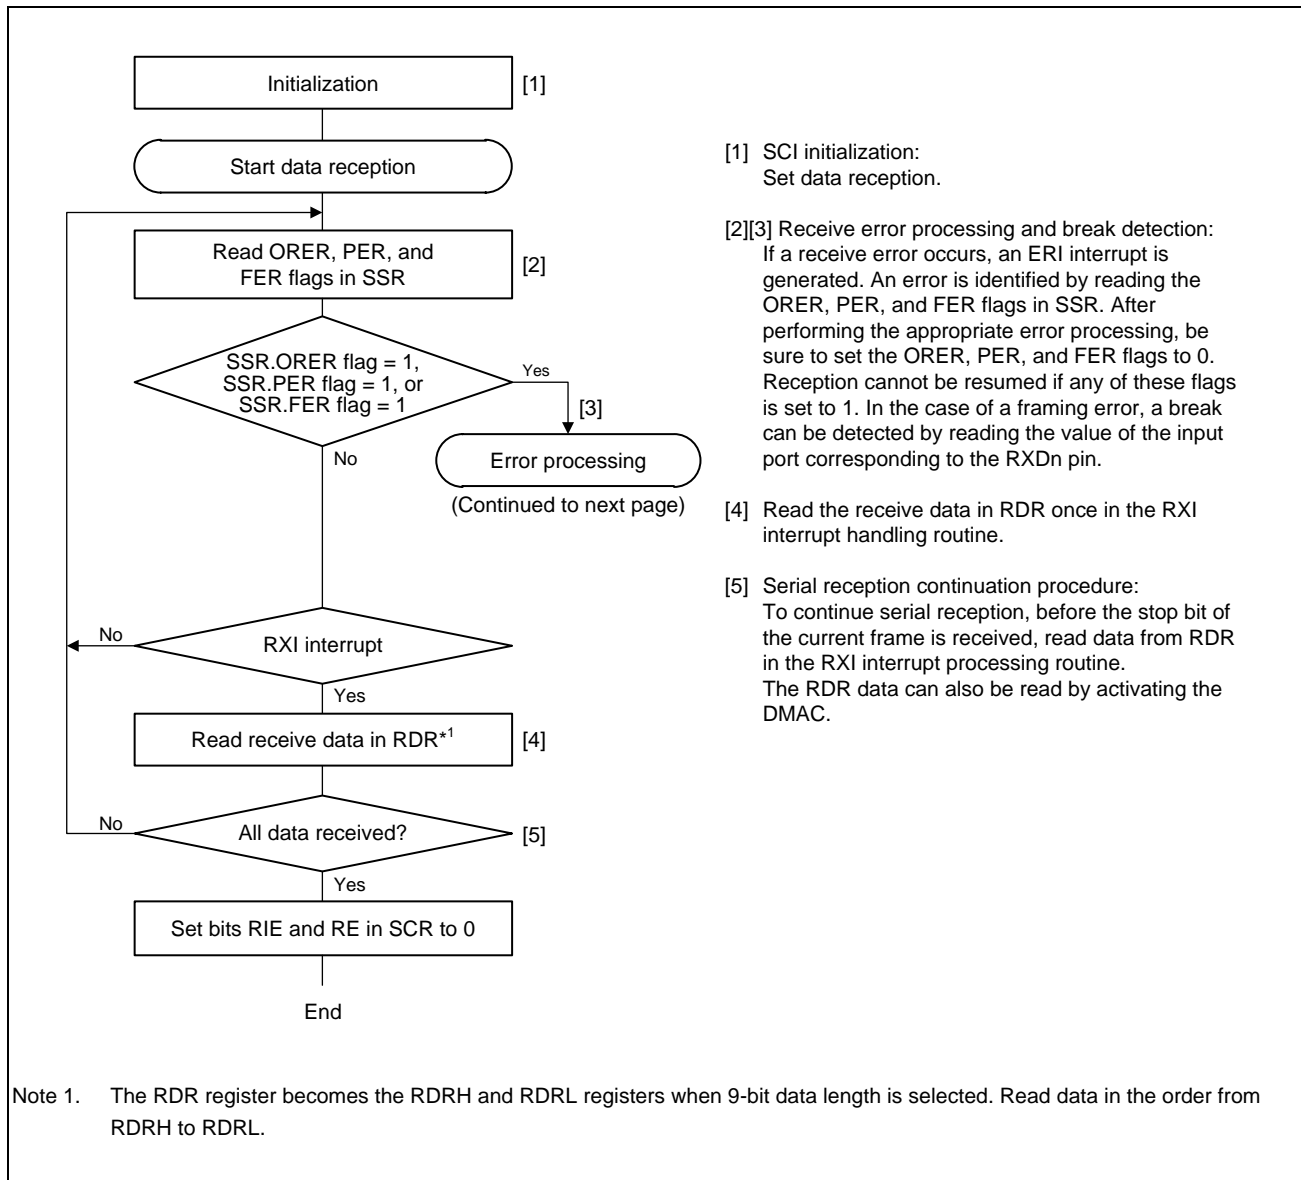 Initialization
[1]
Start data reception
Read ORER, PER, and
FER flags in SSR
[2]
SSR.ORER flag = 1,
SSR.PER flag = 1, or
SSR.FER flag = 1
Yes
[3]
No
Error processing
(Continued to next page)
RXI interrupt
No
Yes
Read receive data in RDR*1
[4]
All data received?
No
[5]
Yes
Set bits RIE and RE in SCR to 0
End
[1] SCI initialization:
Set data reception.
[2][3] Receive error processing and break detection:
If a receive error occurs, an ERI interrupt is
generated. An error is identified by reading the
ORER, PER, and FER flags in SSR. After
performing the appropriate error processing, be
sure to set the ORER, PER, and FER flags to 0.
Reception cannot be resumed if any of these flags
is set to 1. In the case of a framing error, a break
can be detected by reading the value of the input
port corresponding to the RXDn pin.
[4] Read the receive data in RDR once in the RXI
interrupt handling routine.
[5] Serial reception continuation procedure:
To continue serial reception, before the stop bit of
the current frame is received, read data from RDR
in the RXI interrupt processing routine.
The RDR data can also be read by activating the
DMAC.
Note 1. The RDR register becomes the RDRH and RDRL registers when 9-bit data length is selected. Read data in the order from
RDRH to RDRL.